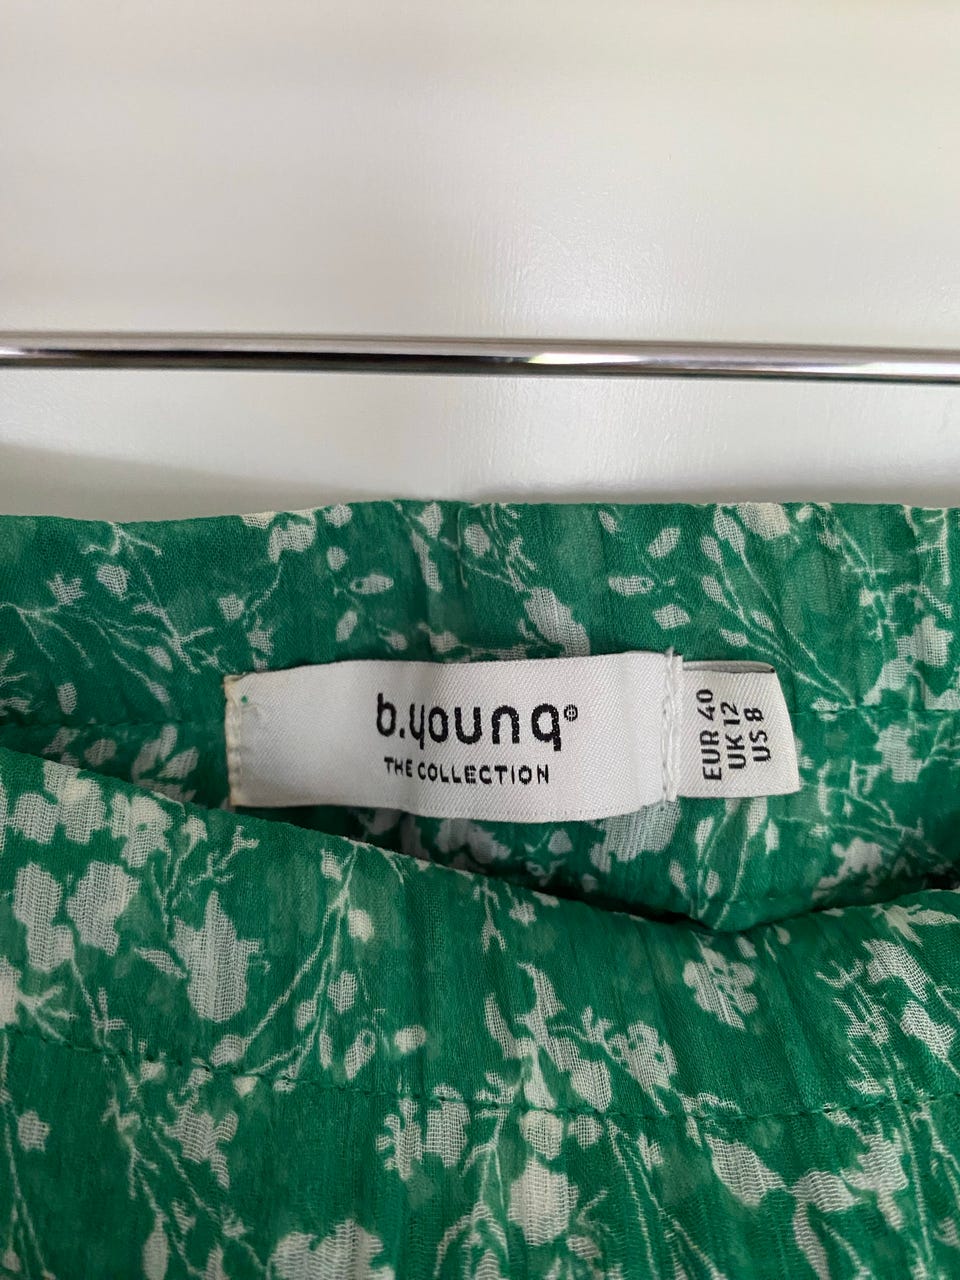 b.young®
THE COLLECTION
EUR 40
UK 12
US 8